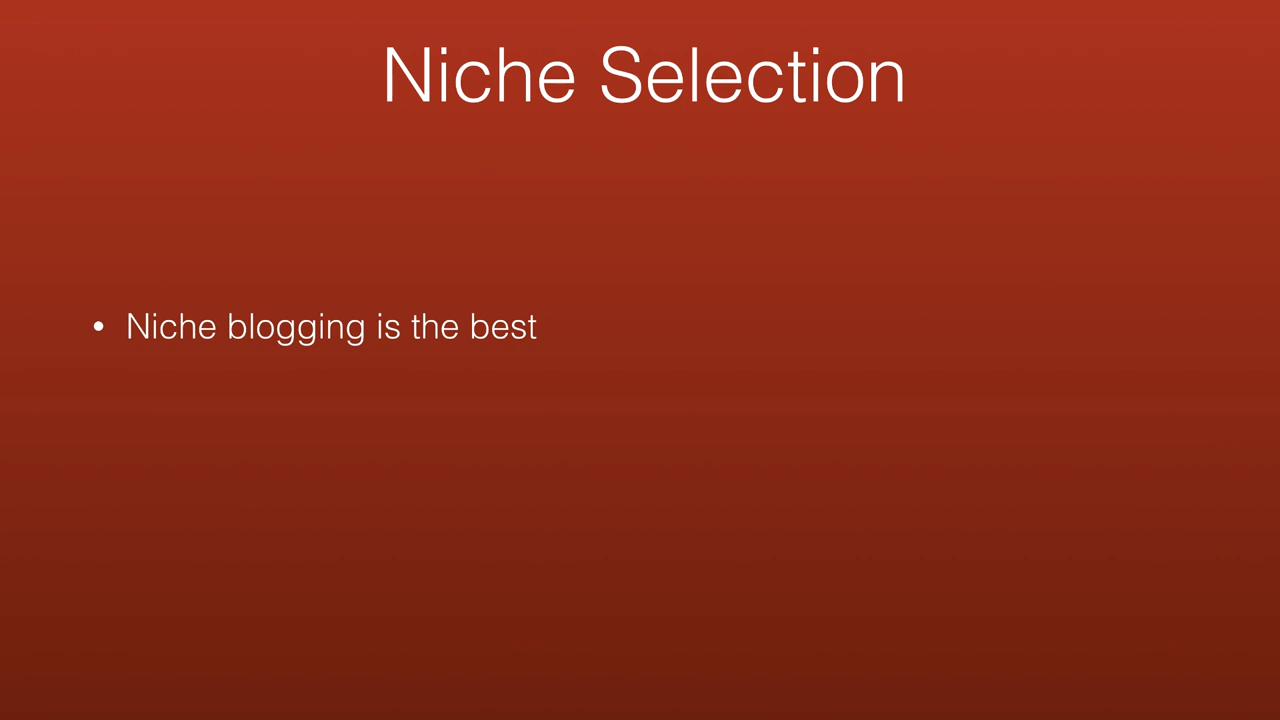 Niche Selection
• Niche blogging is the best